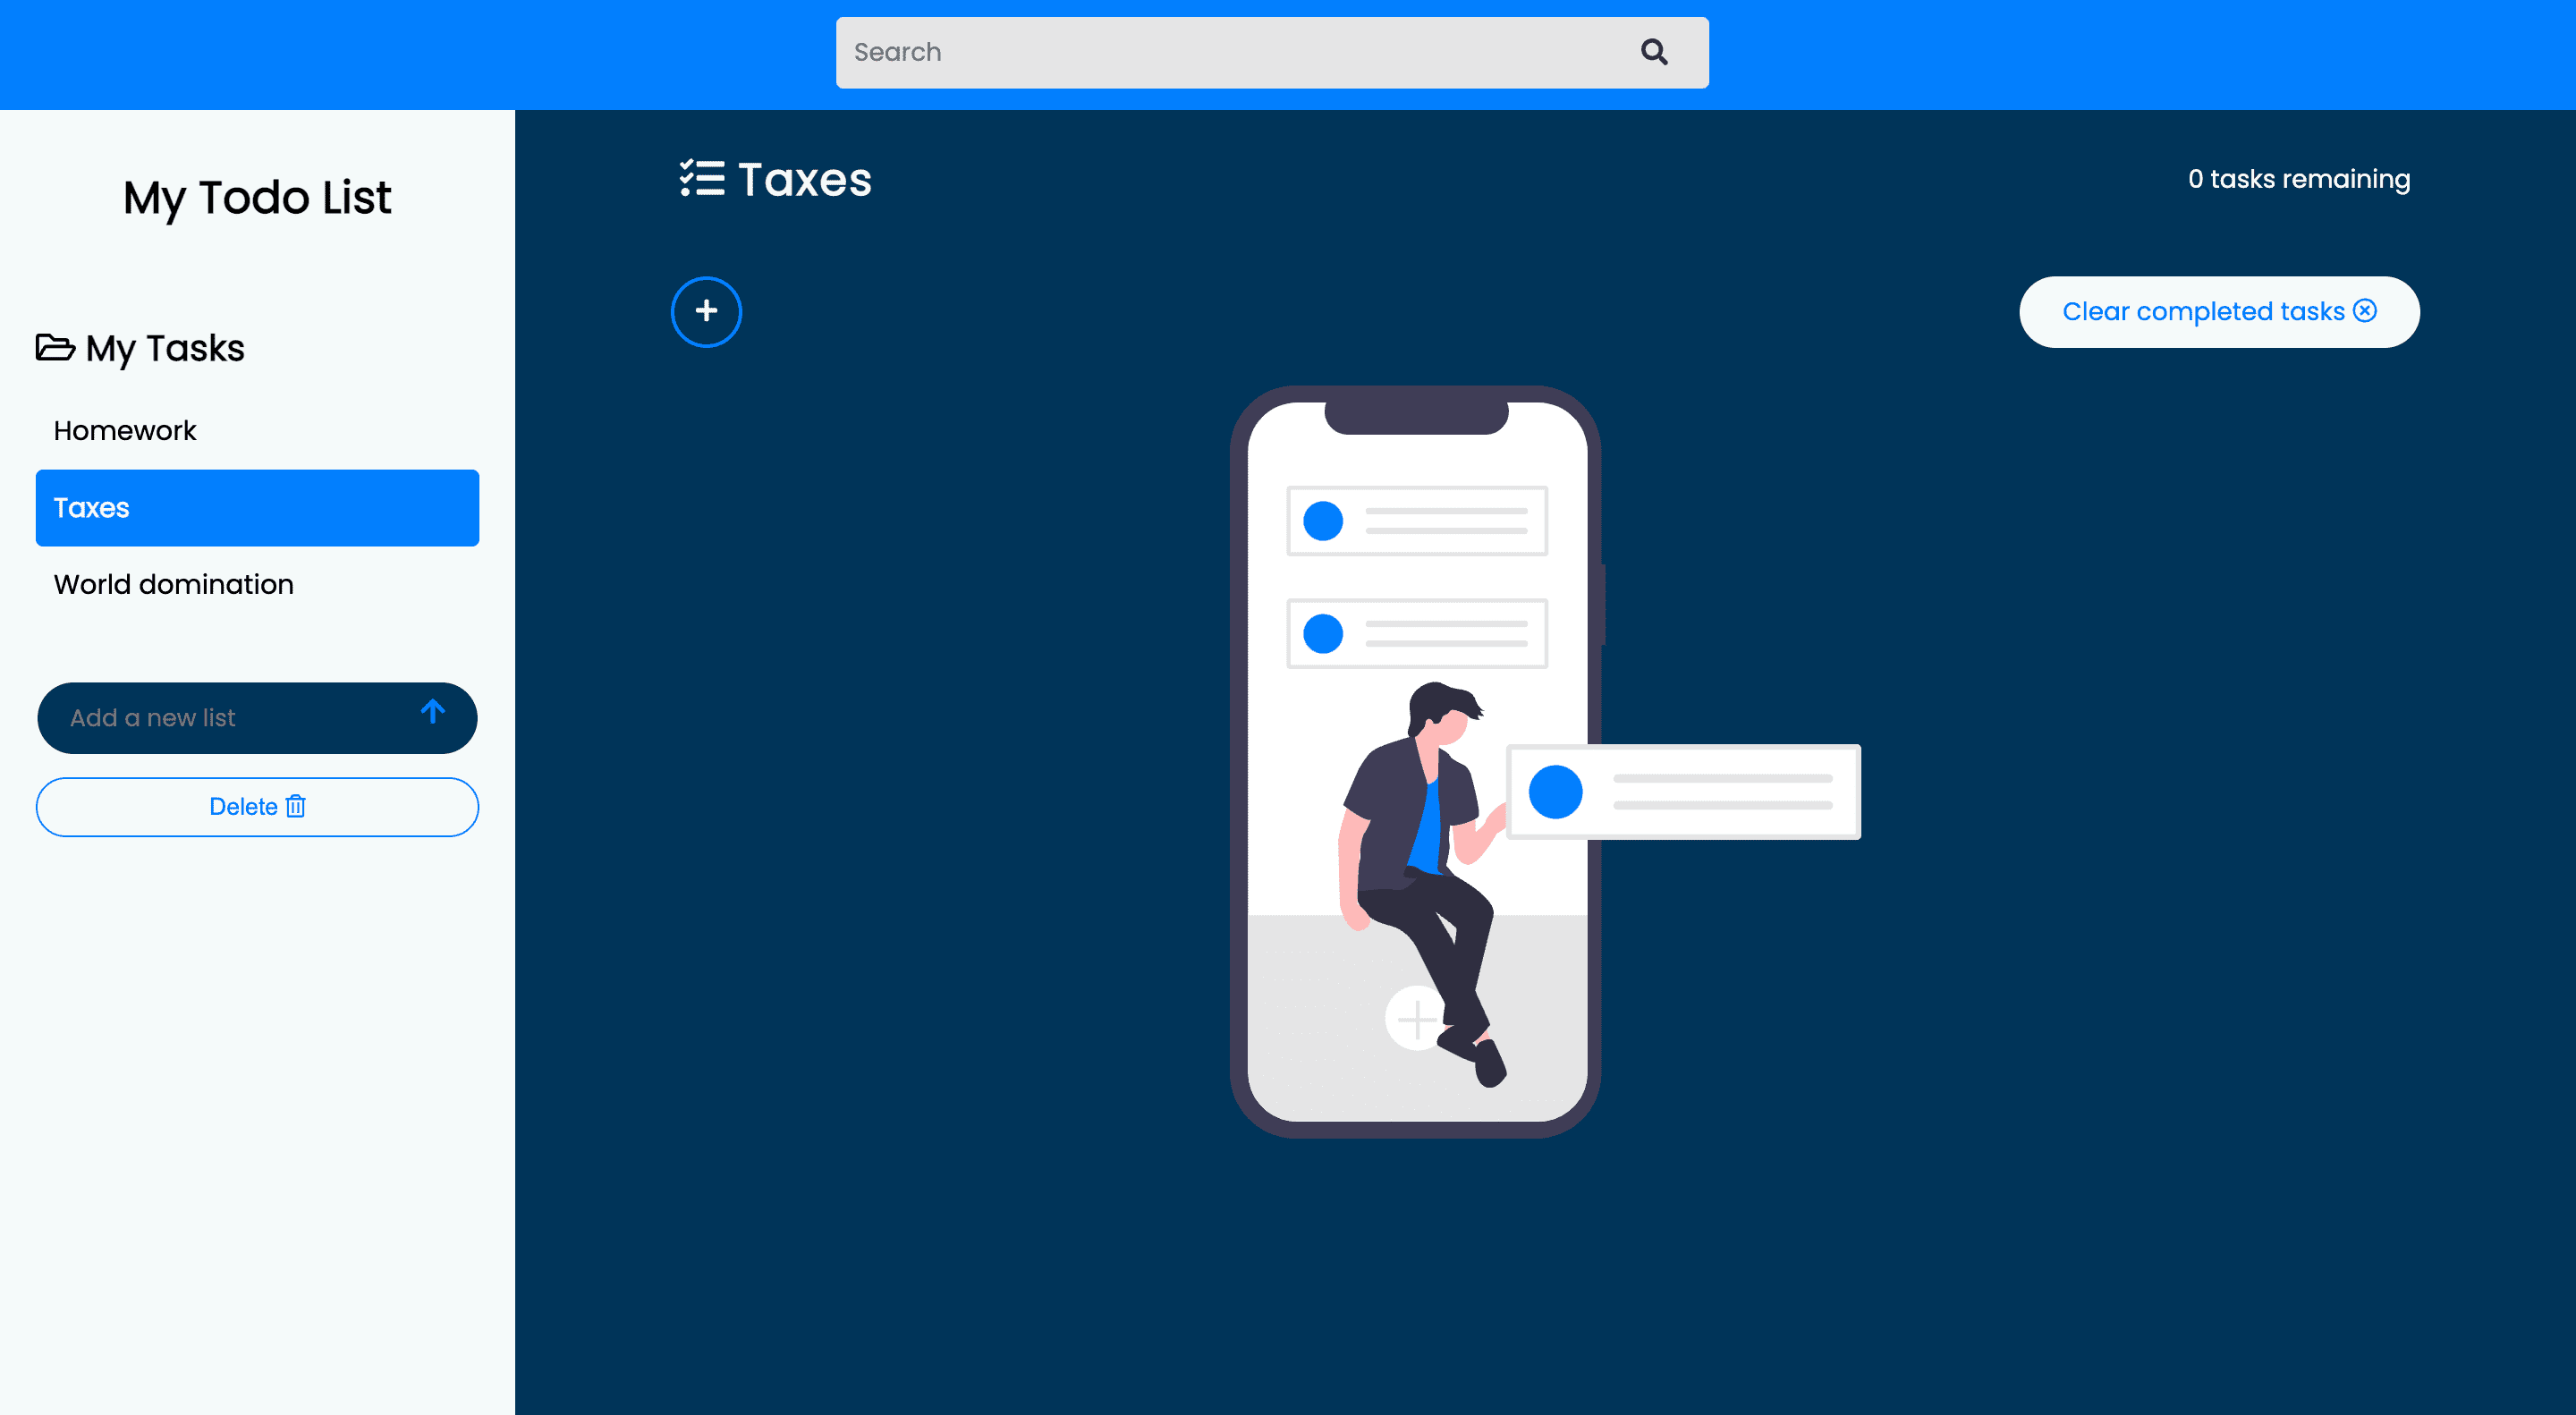 Search
My Todo List
My Tasks
Homework
Taxes
World domination
Add a new list
Delete
Taxes
0 tasks remaining
Clear completed tasks